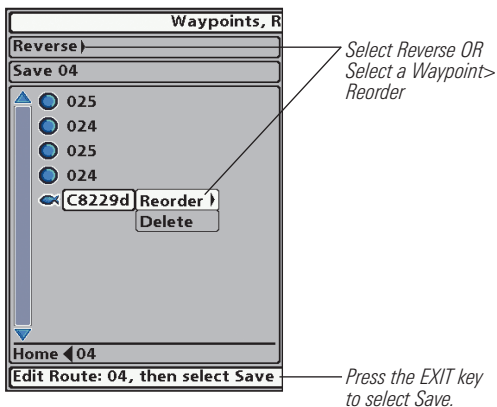 Waypoints, R
Reverse
Save 04
Select Reverse OR
Select a Waypoint>
Reorder
025
024
025
024
C8229d Reorder
Delete
Home 04
Edit Route: 04, then select Save
Press the EXIT key
to select Save.